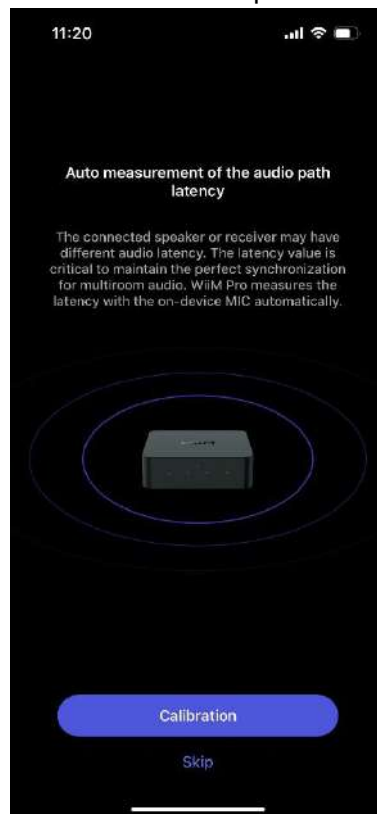 11:20
Auto measurement of the audio path
latency
The connected speaker or receiver may have
different audio latency. The latency value is
critical to maintain the perfect synchronization
for multiroom audio. WiiM Pro measures the
latency with the on-device MIC automatically.
Calibration
Skip